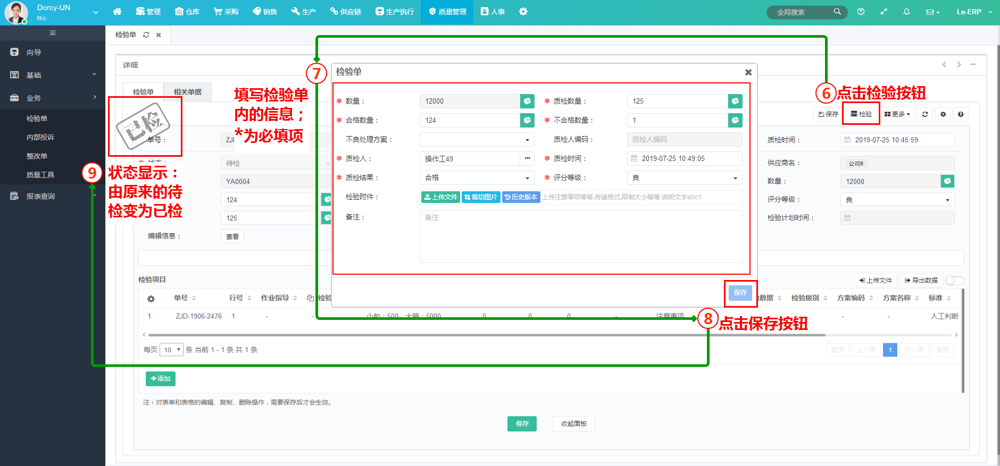 Dorcy-UN
持云
管理
仓库
采购
销售
生产
供应链
生产执行
质量管理
人事
全局搜索
Le-ERP
检验单
向导
基础
业务
检验单
内部投诉
整改单
质量工具
报表查询
详细
检验单
相关单据
已检
单号：
ZJ
状态：
待检
YA0004
124
125
编辑信息：
查看
填写检验单
内的信息；
*为必填项
⑦
检验单
* 数量： 12000
* 质检数量： 125
* 合格数量： 124
* 不合格数量： 1
不良处理方案：
质检人编码： 质检人编码
* 质检人： 操作工49
* 质检时间： 2019-07-25 10:49:05
* 质检结果： 合格
* 评分等级： 良
检验附件： 上传文件 裁切图片 历史版本 上传注意事项等等,传递格式,限制大小等等.说明文字abc1
备注： 备注
保存
⑥ 点击检验按钮
保存 检验 更多
质检时间： 2019-07-25 10:45:59
供应商名： 公司B
数量： 12000
评分等级： 良
检验计划时间：
⑨ 状态显示：
由原来的待
检变为已检
检验项目
上传文件 导出数据
单号 行号 作业指导 检验 数据 检验级别 方案编码 方案名称 标准
1 ZJD-1906-2476 1 - - 小包：500 大箱：5000 0 0 0 - 注意事项 - - 人工判断
⑧ 点击保存按钮
每页 10 条 当前 1 - 1 条 共 1 条
首页 上一页 1 下一页 末页
添加
注：对表单和表格的编辑、复制、删除操作，需要保存后才会生效。
保存 收起面板